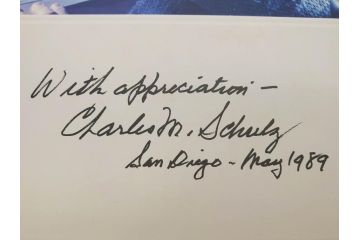 With appreciation –
Charles M. Schulz
San Diego – May 1989